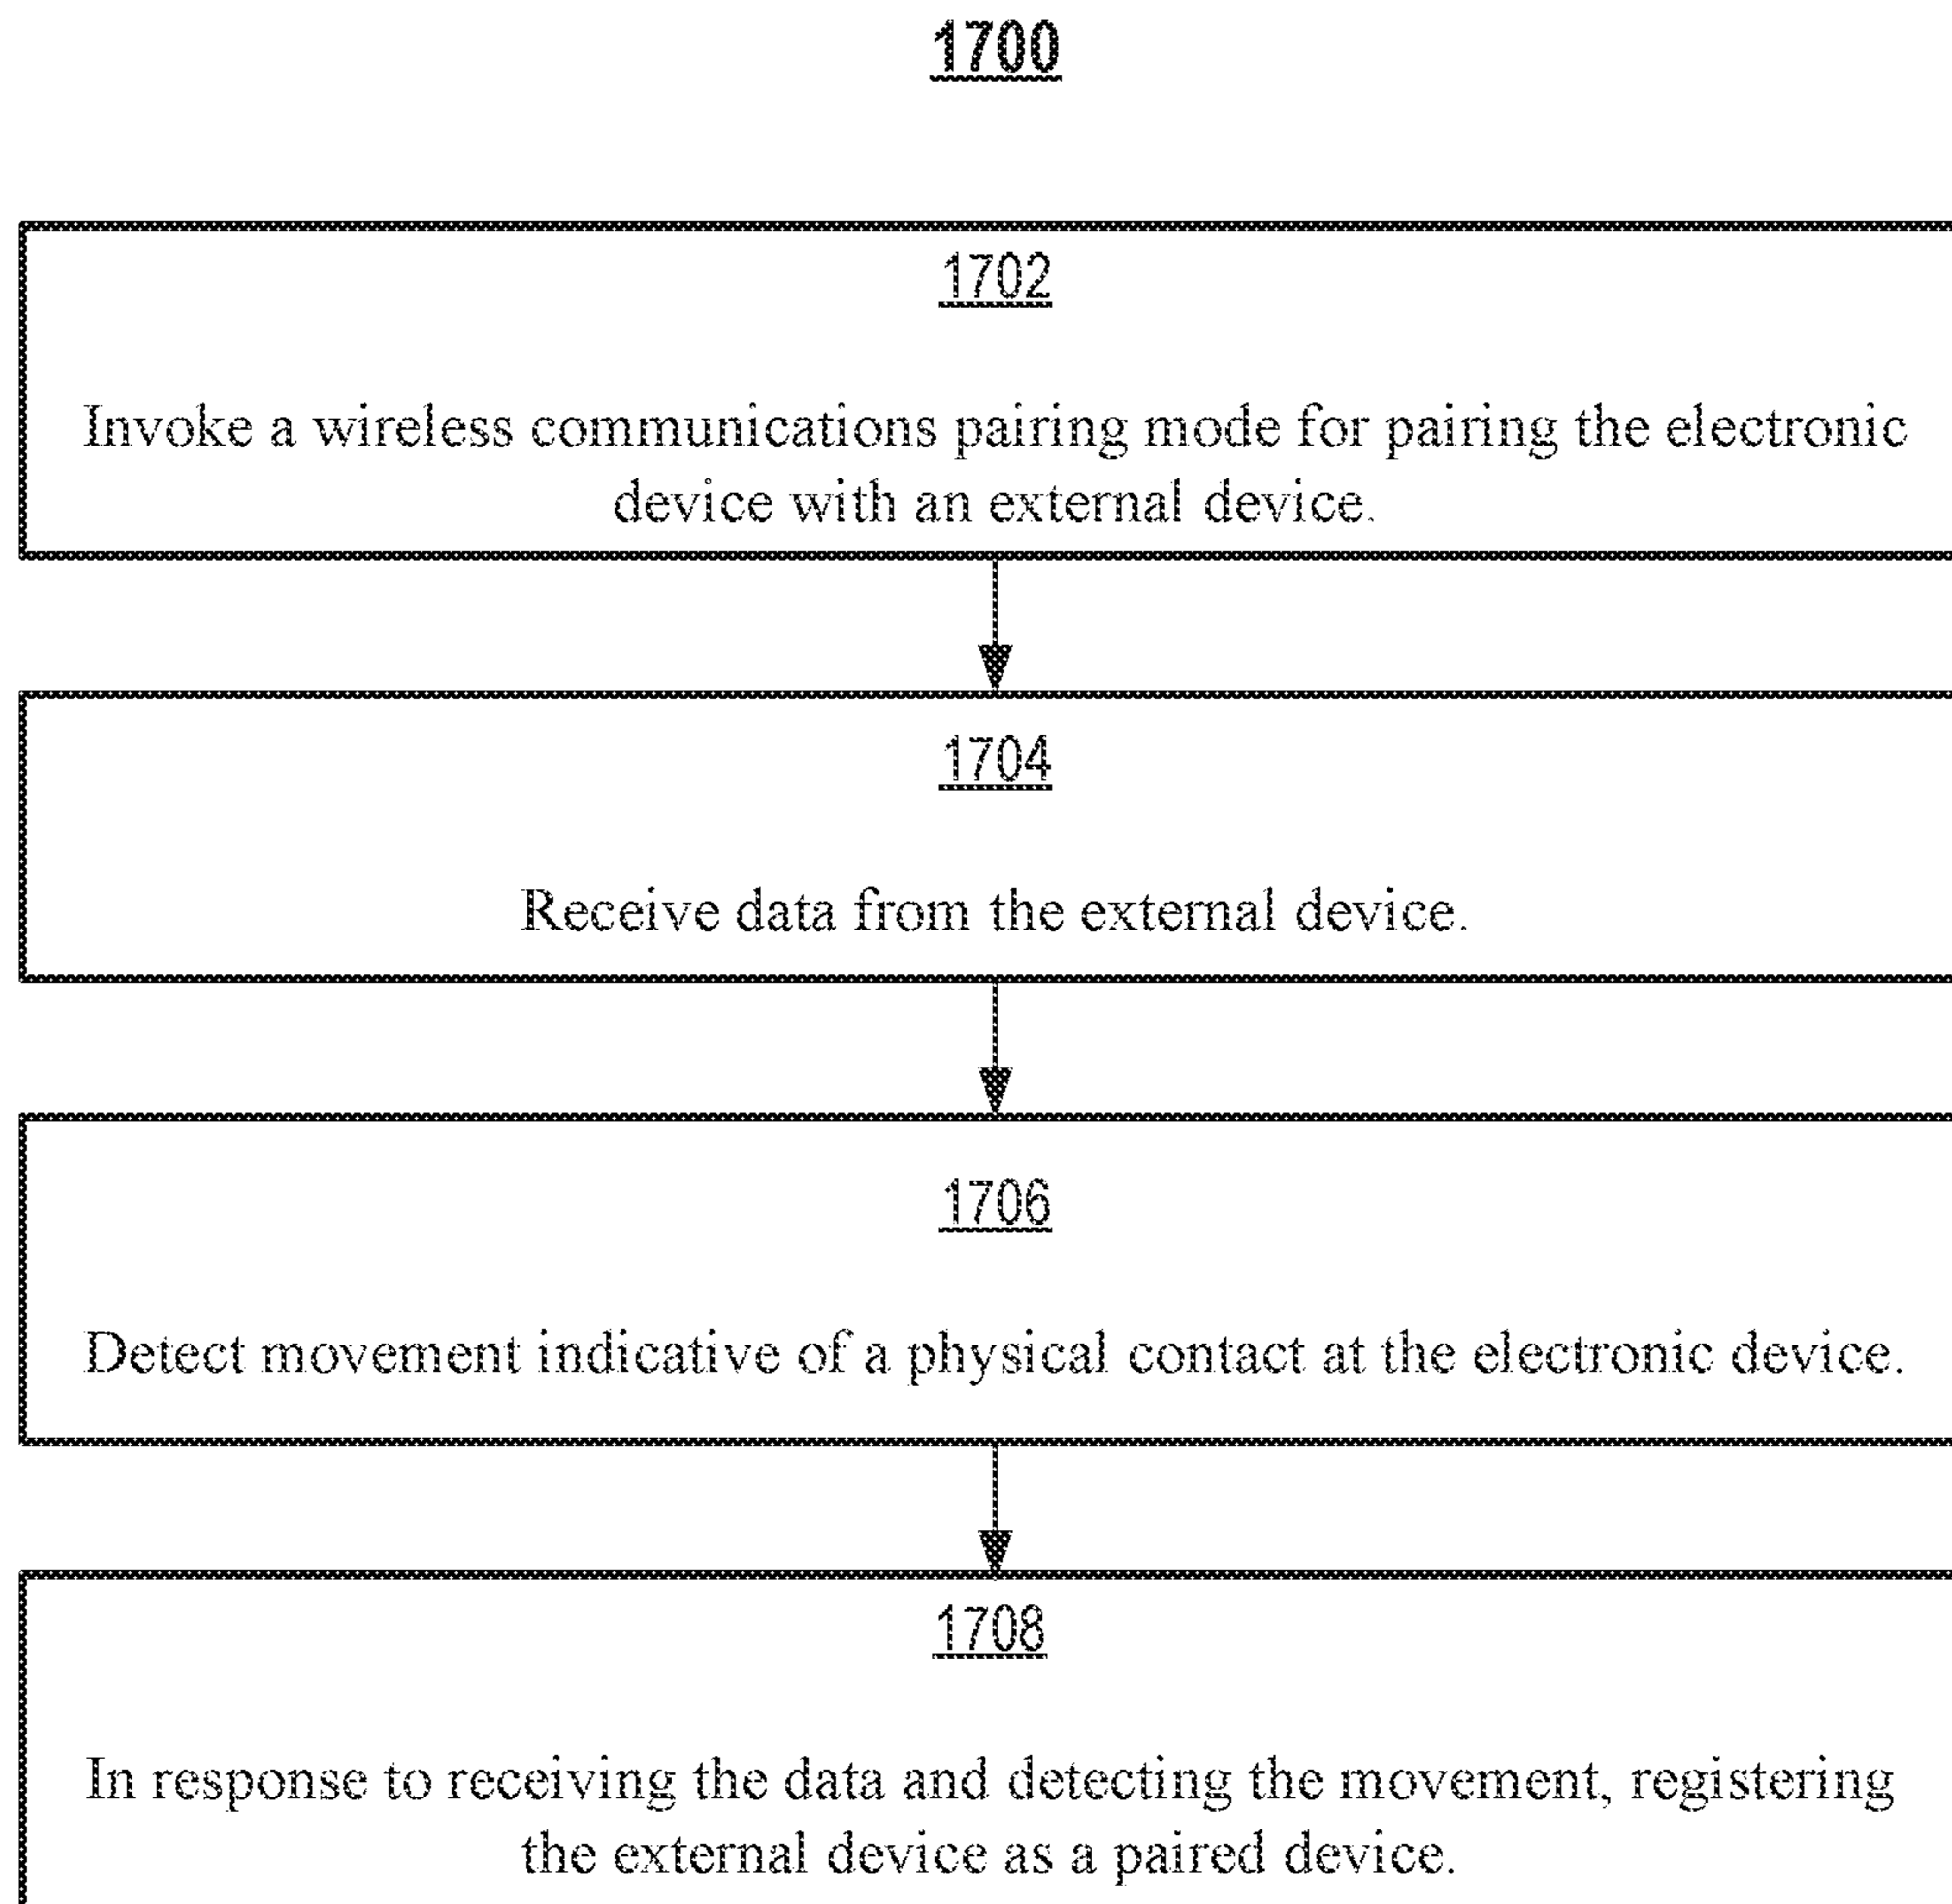 1700
1702
Invoke a wireless communications pairing mode for pairing the electronic
device with an external device.
1704
Receive data from the external device.
1706
Detect movement indicative of a physical contact at the electronic device.
1708
In response to receiving the data and detecting the movement, registering
the external device as a paired device.